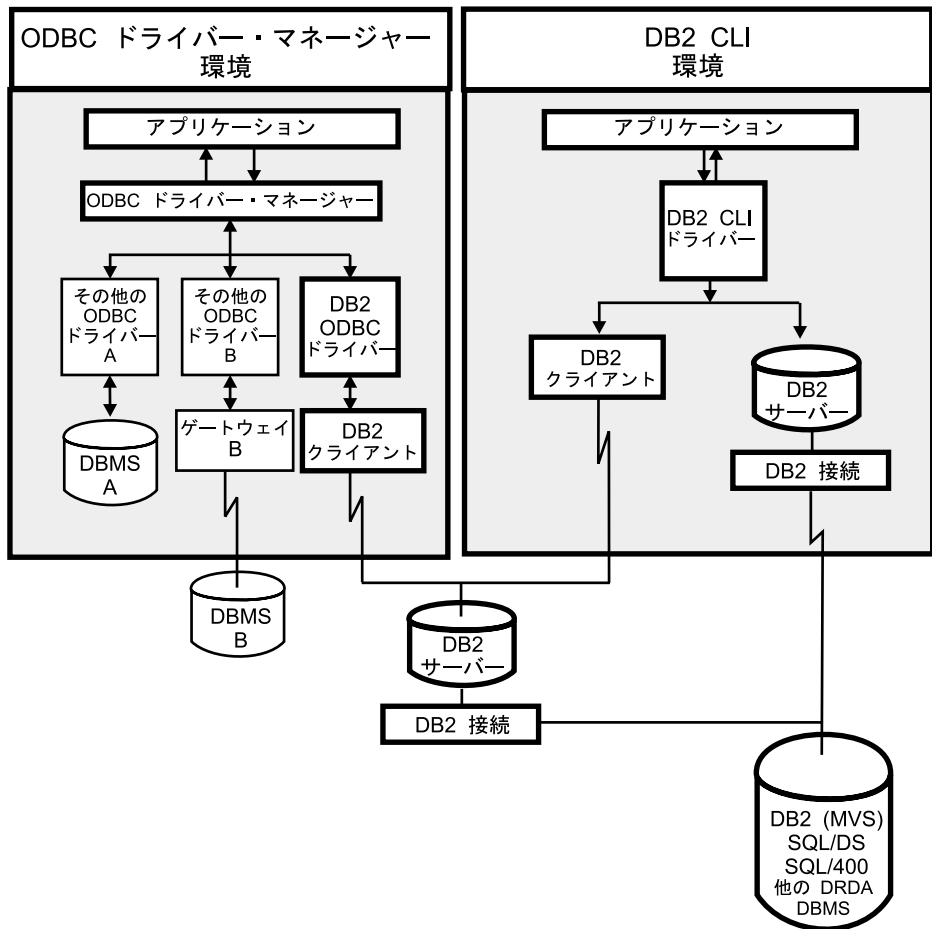 ODBC ドライバー・マネージャー
環境
アプリケーション
ODBC ドライバー・マネージャー
その他の
ODBC
ドライバー
A
その他の
ODBC
ドライバー
B
DB2
ODBC
ドライバー
DBMS
A
ゲートウェイ
B
DB2
クライアント
DBMS
B
DB2 CLI
環境
アプリケーション
DB2 CLI
ドライバー
DB2
クライアント
DB2
サーバー
DB2 接続
DB2
サーバー
DB2 接続
DB2 (MVS)
SQL/DS
SQL/400
他の DRDA
DBMS